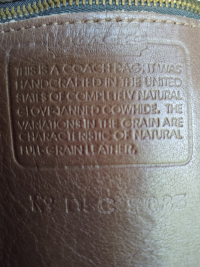 THIS IS A COACH BAG. IT WAS
HANDCRAFTED IN THE UNITED
STATES OF COMPLETELY NATURAL
GLOVE-TANNED COWHIDE. THE
VARIATIONS IN THE GRAIN ARE
CHARACTERISTIC OF NATURAL
FULL-GRAIN LEATHER.